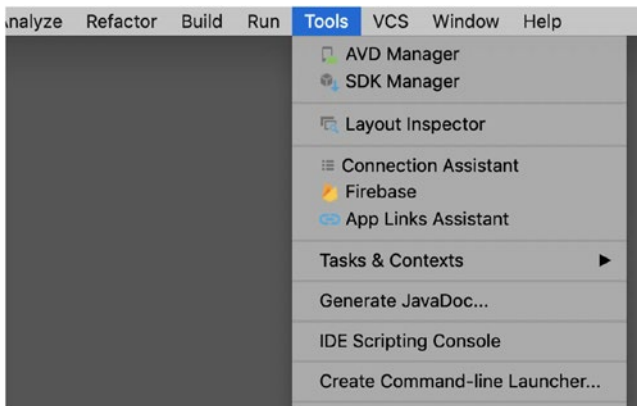 Analyze Refactor Build Run Tools VCS Window Help
AVD Manager
SDK Manager
Layout Inspector
Connection Assistant
Firebase
App Links Assistant
Tasks & Contexts
Generate JavaDoc...
IDE Scripting Console
Create Command-line Launcher...